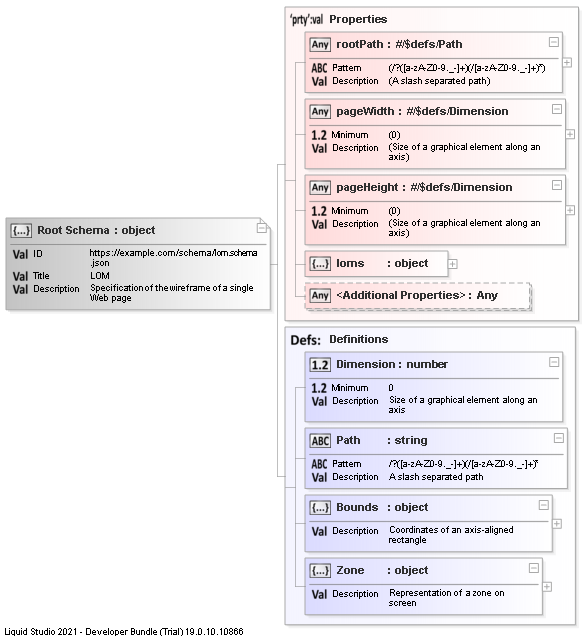 'prty':val Properties
Any rootPath : #/$defs/Path
ABC Pattern (/?([a-zA-Z0-9._-]+)(/[a-zA-Z0-9._-]+)*)
Val Description (A slash separated path)
Any pageWidth : #/$defs/Dimension
1.2 Minimum (0)
Val Description (Size of a graphical element along an
axis)
Any pageHeight : #/$defs/Dimension
1.2 Minimum (0)
Val Description (Size of a graphical element along an
axis)
{...} Root Schema : object
Val ID https://example.com/schema/lom.schema
.json
Val Title LOM
Val Description Specification of the wireframe of a single
Web page
{...} loms : object
Any <Additional Properties> : Any
Defs: Definitions
1.2 Dimension : number
1.2 Minimum 0
Val Description Size of a graphical element along an
axis
ABC Path : string
ABC Pattern /?([a-zA-Z0-9._-]+)(/[a-zA-Z0-9._-]+)*
Val Description A slash separated path
{...} Bounds : object
Val Description Coordinates of an axis-aligned
rectangle
{...} Zone : object
Val Description Representation of a zone on
screen
Liquid Studio 2021 - Developer Bundle (Trial) 19.0.10.10866